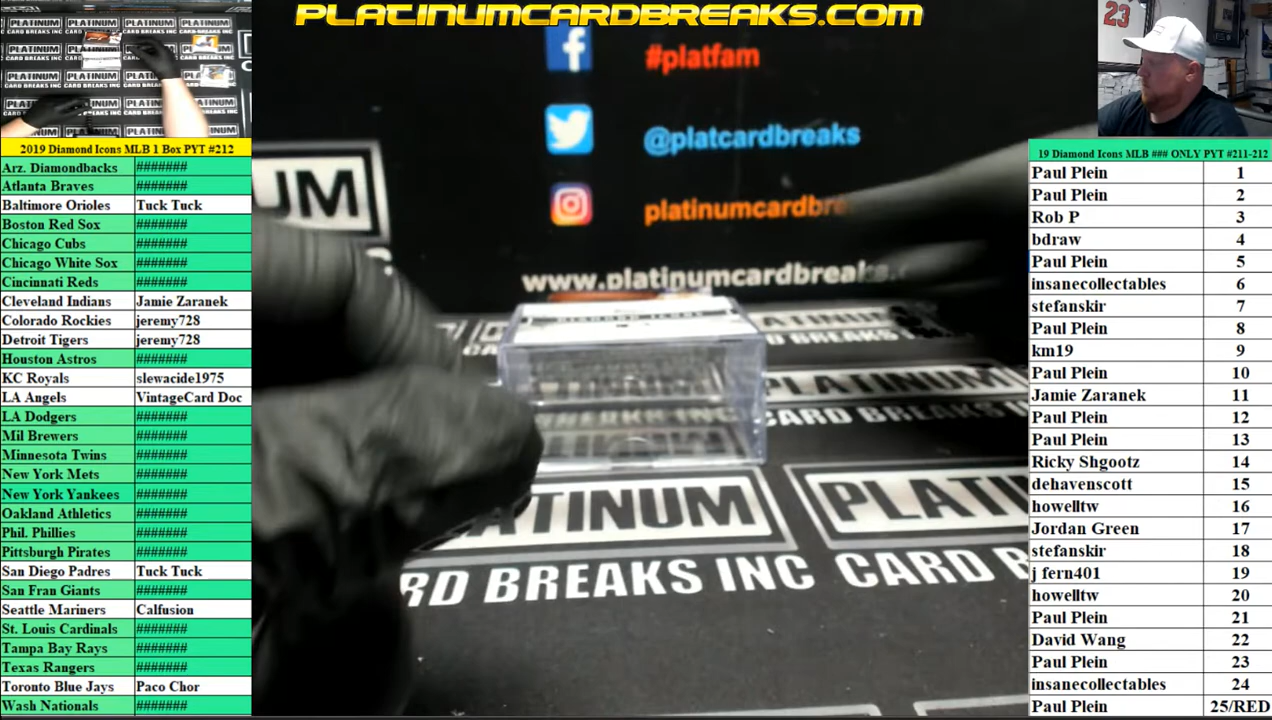 PLATINUMCARDBREAKS.COM
#platfam
@platcardbreaks
platinumcardbre
www.platinumcardbreaks.
2019 Diamond Icons MLB 1 Box PYT #212
Arz. Diamondbacks #######
Atlanta Braves #######
Baltimore Orioles Tuck Tuck
Boston Red Sox #######
Chicago Cubs #######
Chicago White Sox #######
Cincinnati Reds #######
Cleveland Indians Jamie Zaranek
Colorado Rockies jeremy728
Detroit Tigers jeremy728
Houston Astros #######
KC Royals slewacide1975
LA Angels VintageCard Doc
LA Dodgers #######
Mil Brewers #######
Minnesota Twins #######
New York Mets #######
New York Yankees #######
Oakland Athletics #######
Phil. Phillies #######
Pittsburgh Pirates #######
San Diego Padres Tuck Tuck
San Fran Giants #######
Seattle Mariners Calfusion
St. Louis Cardinals #######
Tampa Bay Rays #######
Texas Rangers #######
Toronto Blue Jays Paco Chor
Wash Nationals #######
PLATINUM PLATI
RD BREAKS INC CARD B
PLATINUM
CARD BREAKS INC
23
19 Diamond Icons MLB ### ONLY PYT #211-212
Paul Plein 1
Paul Plein 2
Rob P 3
bdraw 4
Paul Plein 5
insanecollectables 6
stefanskir 7
Paul Plein 8
km19 9
Paul Plein 10
Jamie Zaranek 11
Paul Plein 12
Paul Plein 13
Ricky Shgootz 14
dehavenscott 15
howelltw 16
Jordan Green 17
stefanskir 18
j fern401 19
howelltw 20
Paul Plein 21
David Wang 22
Paul Plein 23
insanecollectables 24
Paul Plein 25/RED